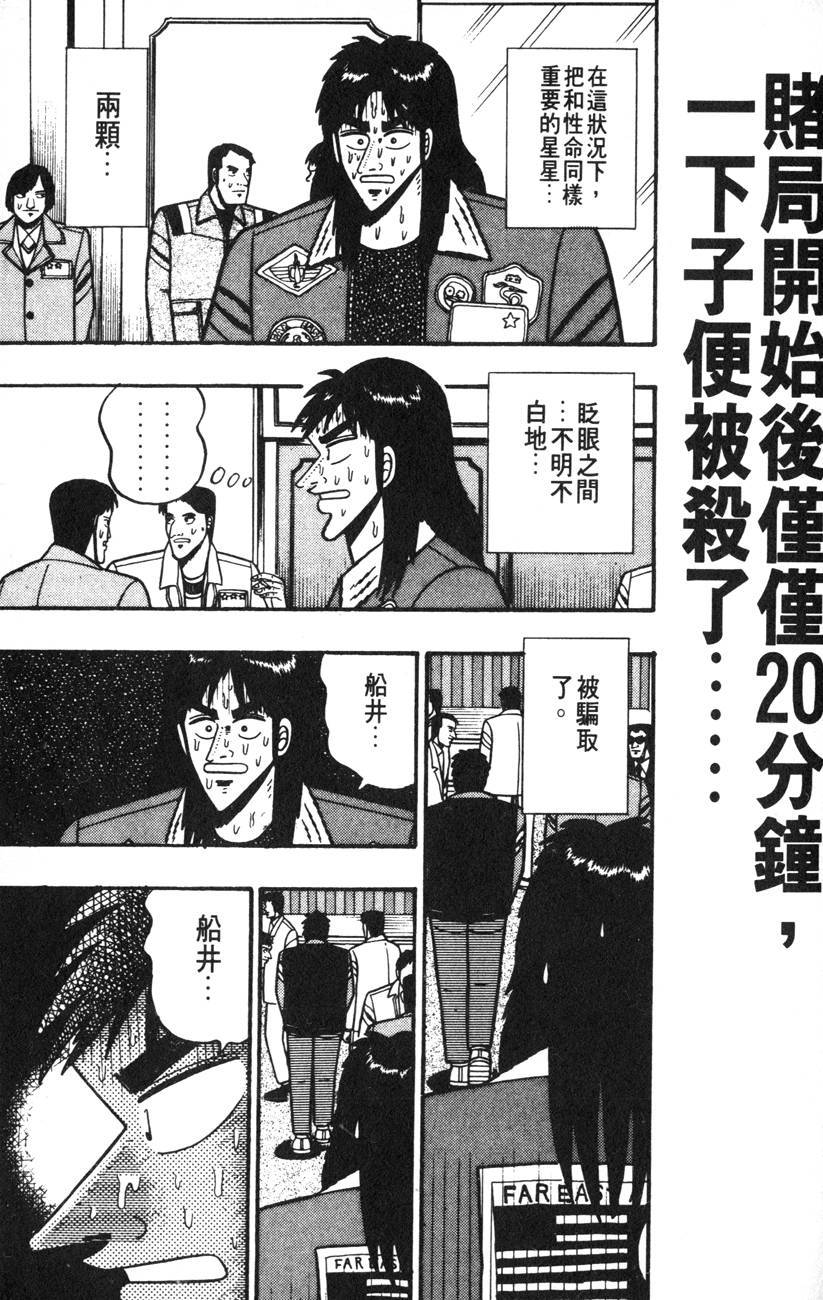 賭局開始後僅僅20分鐘，
一下子便被殺了……
在這狀況下，
把和性命同樣
重要的星星…
兩顆…
眨眼之間
…不明不
白地…
………
………
被騙取
了。
船井…
船井…
FAR EAST
FAR EAS